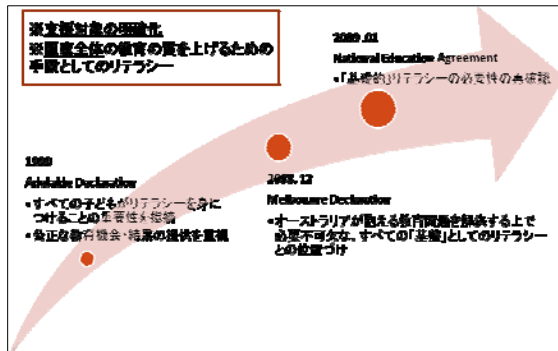 ※支援対象の明確化
※国家全体の教育の質を上げるための
手段としてのリテラシー
2009.01
National Education Agreement
•「基礎的」リテラシーの必要性の再確認
1999
Adelaide Declaration
•すべての子どもがリテラシーを身に
つけることの重要性を
•公正な教育機会・結果の提供を重視
2008.12
Melbourne Declaration
•オーストラリアが抱える教育問題を解決する上で
必要不可欠な、すべての「基盤」としてのリテラシー
との位置づけ